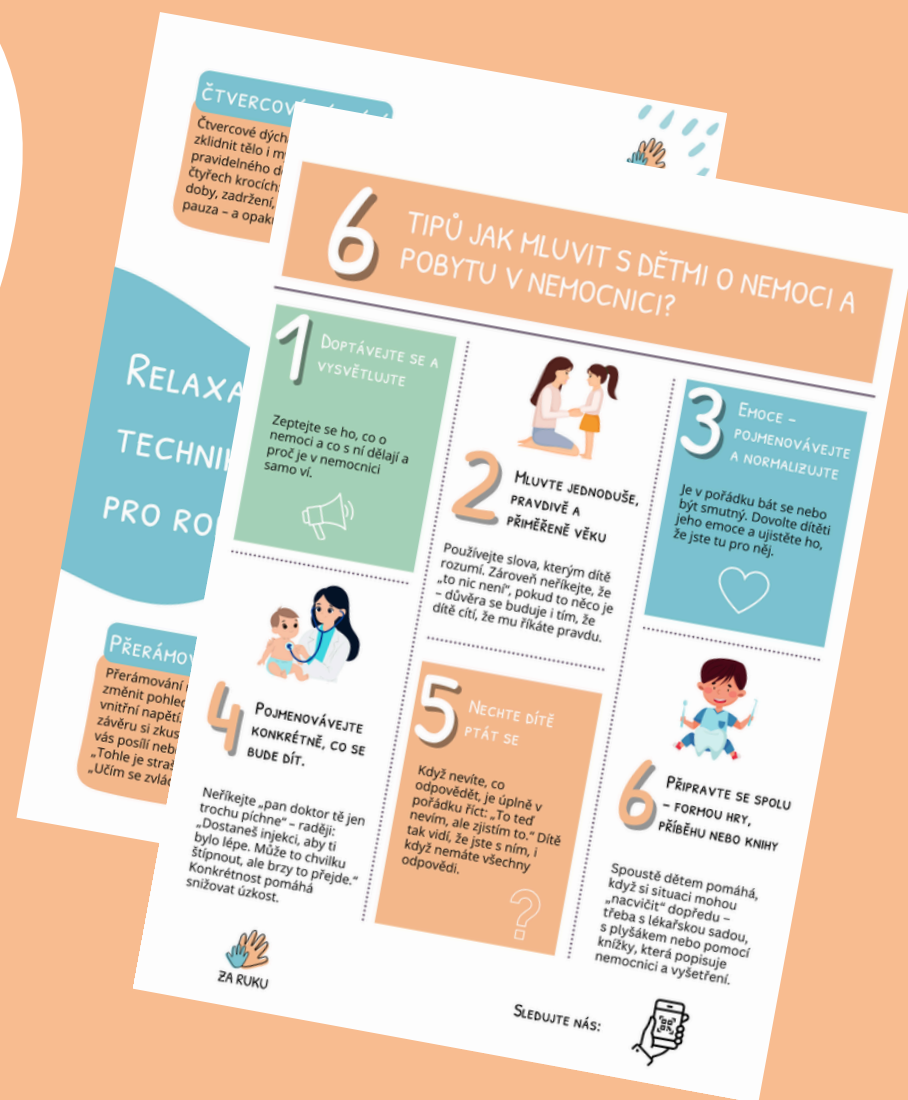 ČTVERCOV
Čtvercové dých
zklidnit tělo i m
pravidelného d
čtyřech krocích:
doby, zadržení,
pauza – a opak
RELAXA
TECHNI
PRO RO
PŘERÁMOV
Přerámování
změnit pohled
vnitřní napětí.
závěru si zkus
vás posílí neb
„Tohle je straš
„Učím se zvlá
6 TIPŮ JAK MLUVIT S DĚTMI O NEMOCI A
POBYTU V NEMOCNICI?
1 DOPTÁVEJTE SE A
VYSVĚTLUJTE
Zeptejte se ho, co o
nemoci a co s ní dělají a
proč je v nemocnici
samo ví.
2 MLUVTE JEDNODUŠE,
PRAVDIVĚ A
PŘIMĚŘENĚ VĚKU
Používejte slova, kterým dítě
rozumí. Zároveň neříkejte, že
„to nic není“, pokud to něco je
– důvěra se buduje i tím, že
dítě cítí, že mu říkáte pravdu.
3 EMOCE –
POJMENOVÁVEJTE
A NORMALIZUJTE
Je v pořádku bát se nebo
být smutný. Dovolte dítěti
jeho emoce a ujistěte ho,
že jste tu pro něj.
4 POJMENOVÁVEJTE
KONKRÉTNĚ, CO SE
BUDE DÍT.
Neříkejte „pan doktor tě jen
trochu píchne“ – raději:
„Dostaneš injekci, aby ti
bylo lépe. Může to chvilku
štípnout, ale brzy to přejde.“
Konkrétnost pomáhá
snižovat úzkost.
5 NECHTE DÍTĚ
PTÁT SE
Když nevíte, co
odpovědět, je úplně v
pořádku říct: „To teď
nevím, ale zjistím to.“ Dítě
tak vidí, že jste s ním, i
když nemáte všechny
odpovědi.
?
6 PŘIPRAVTE SE SPOLU
– FORMOU HRY,
PŘÍBĚHU NEBO KNIHY
Spoustě dětem pomáhá,
když si situaci mohou
„nacvičit“ dopředu –
třeba s lékařskou sadou,
s plyšákem nebo pomocí
knížky, která popisuje
nemocnici a vyšetření.
ZA RUKU
SLEDUJTE NÁS: